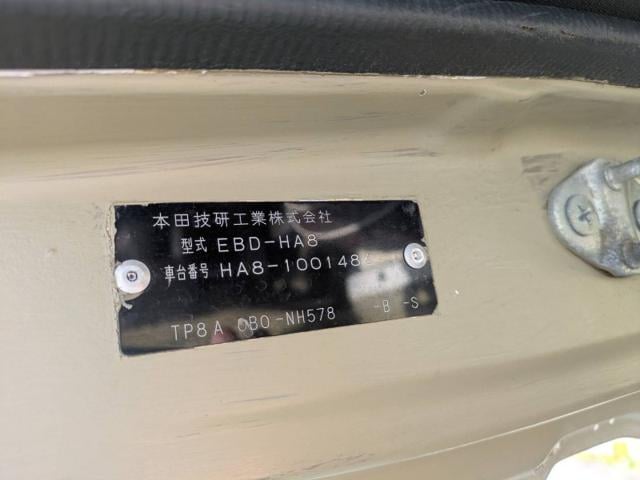 本田技研工業株式会社
型式 EBD-HA8
車台番号 HA8-100148
TP8A 0B0-NH578 -B -S